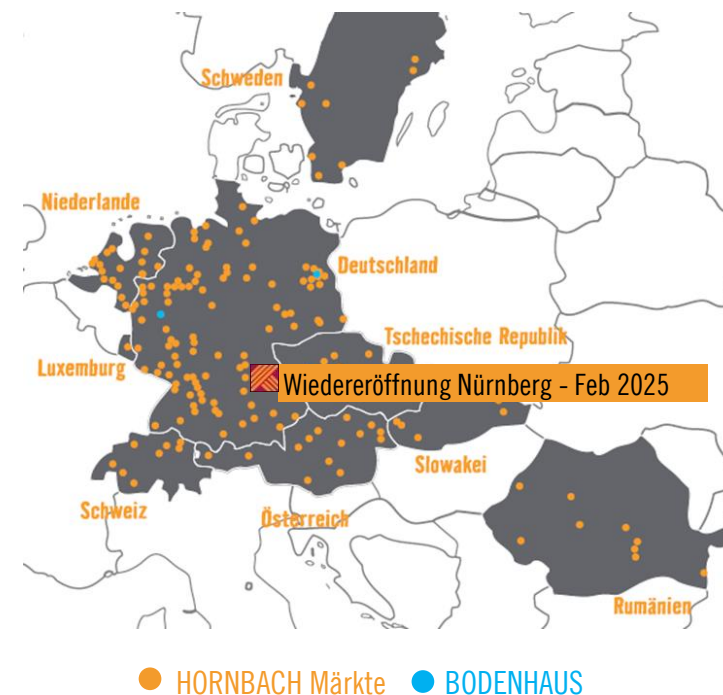 Schweden
Niederlande
Deutschland
Tschechische Republik
Luxemburg
Wiedereröffnung Nürnberg - Feb 2025
Slowakei
Schweiz
Österreich
Rumänien
HORNBACH Märkte
BODENHAUS